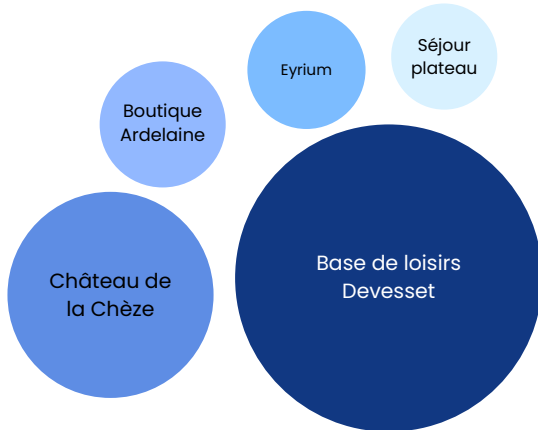 Séjour
plateau
Eyrium
Boutique
Ardelaine
Base de loisirs
Devesset
Château de
la Chèze